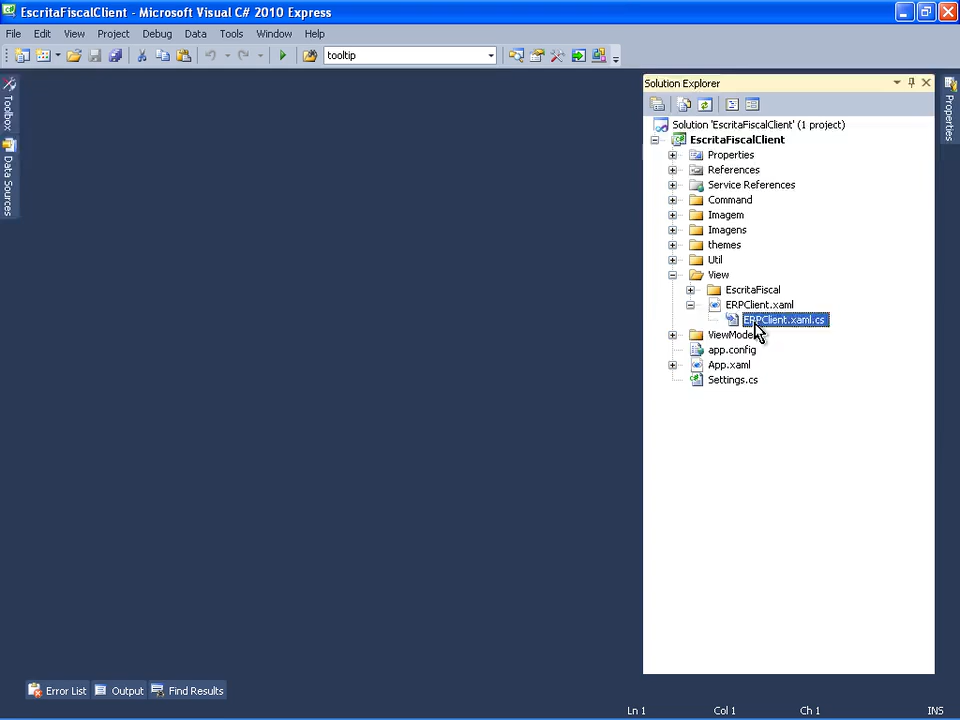 EscritaFiscalClient - Microsoft Visual C# 2010 Express
File Edit View Project Debug Data Tools Window Help
tooltip
Toolbox
Data Sources
Solution Explorer
Properties
Solution 'EscritaFiscalClient' (1 project)
EscritaFiscalClient
Properties
References
Service References
Command
Imagem
Imagens
themes
Util
View
EscritaFiscal
ERPClient.xaml
ERPClient.xaml.cs
ViewMode
app.config
App.xaml
Settings.cs
Error List Output Find Results
Ln 1 Col 1 Ch 1 INS